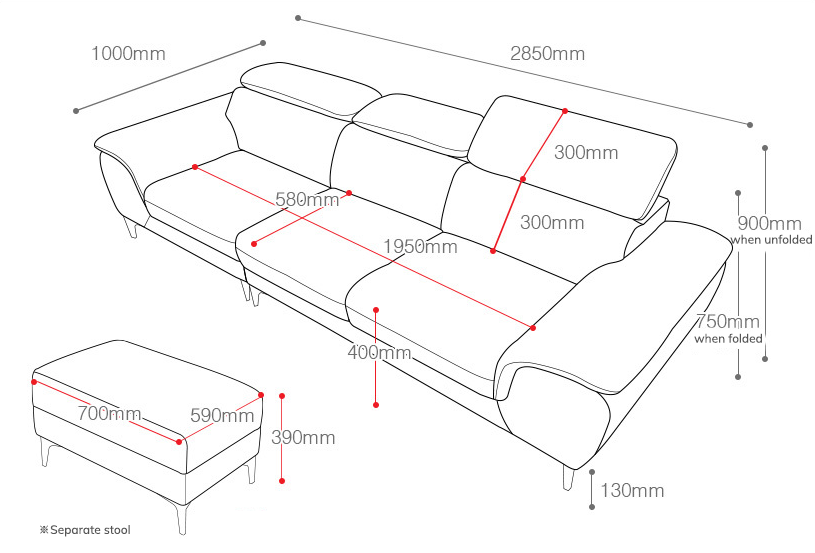 1000mm
2850mm
300mm
580mm
300mm
900mm
when unfolded
1950mm
750mm
when folded
400mm
700mm
590mm
390mm
130mm
※Separate stool